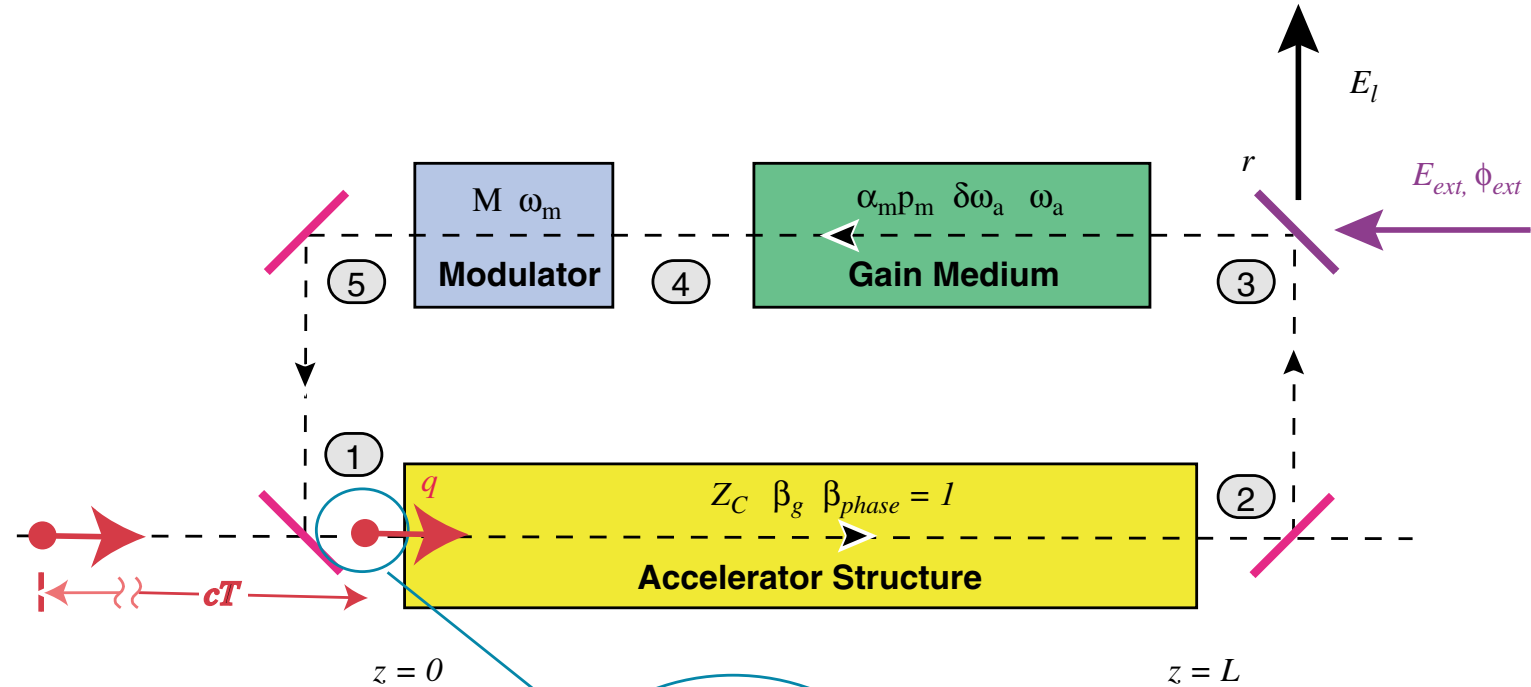 E_l
r
E_ext, ϕ_ext
M ω_m
Modulator
α_m p_m δω_a ω_a
Gain Medium
5
4
3
1
2
q
Z_C β_g β_phase = 1
Accelerator Structure
cT
z = 0
z = L